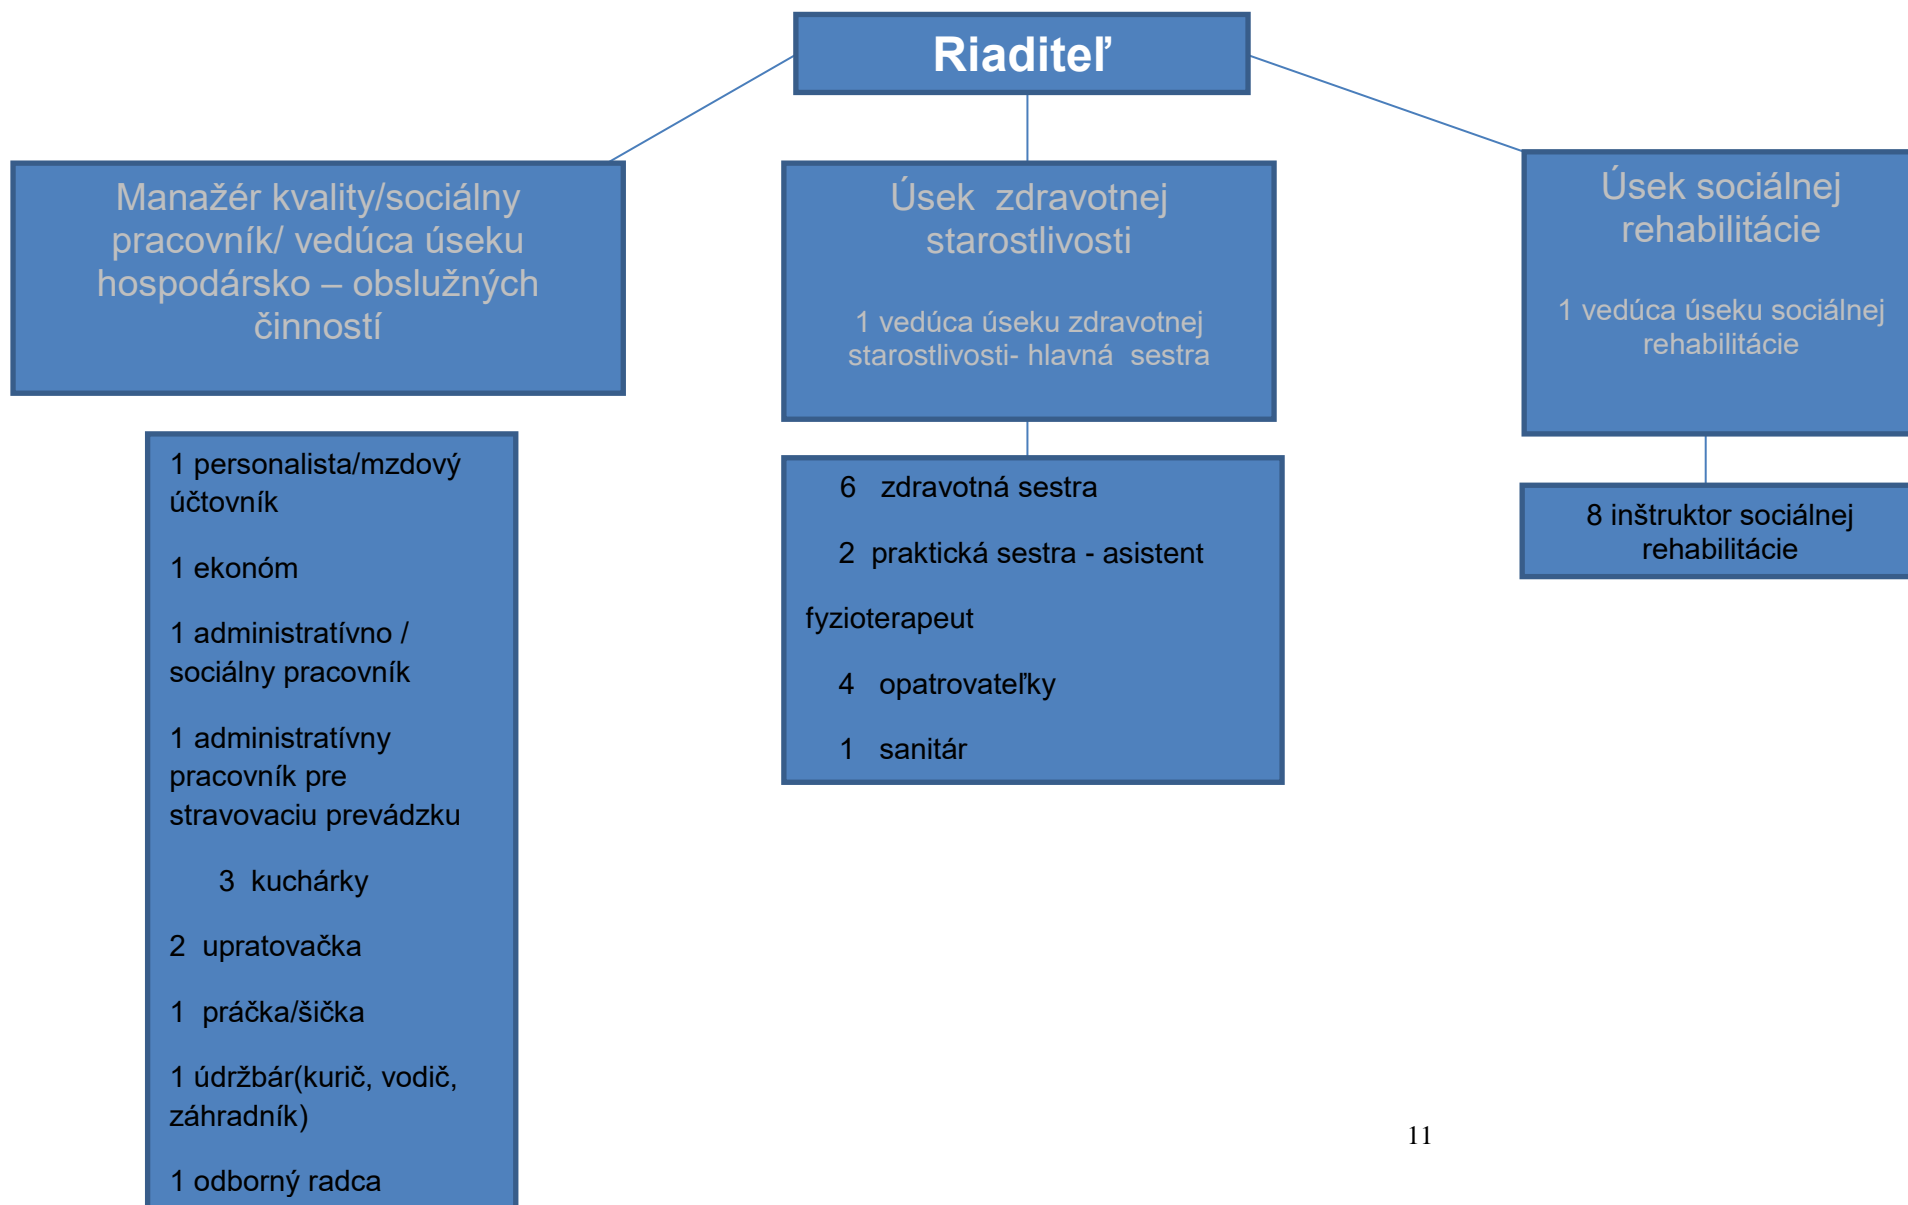 Riaditeľ
Manažér kvality/sociálny
pracovník/ vedúca úseku
hospodársko – obslužných
činností
Úsek  zdravotnej
starostlivosti
1 vedúca úseku zdravotnej
starostlivosti- hlavná  sestra
Úsek sociálnej
rehabilitácie
1 vedúca úseku sociálnej
rehabilitácie
1 personalista/mzdový
účtovník
1 ekonóm
1 administratívno /
sociálny pracovník
1 administratívny
pracovník pre
stravovaciu prevádzku
3  kuchárky
2  upratovačka
1  práčka/šička
1 údržbár(kurič, vodič,
záhradník)
1 odborný radca
6   zdravotná sestra
2  praktická sestra - asistent
fyzioterapeut
4   opatrovateľky
1   sanitár
8 inštruktor sociálnej
rehabilitácie
11